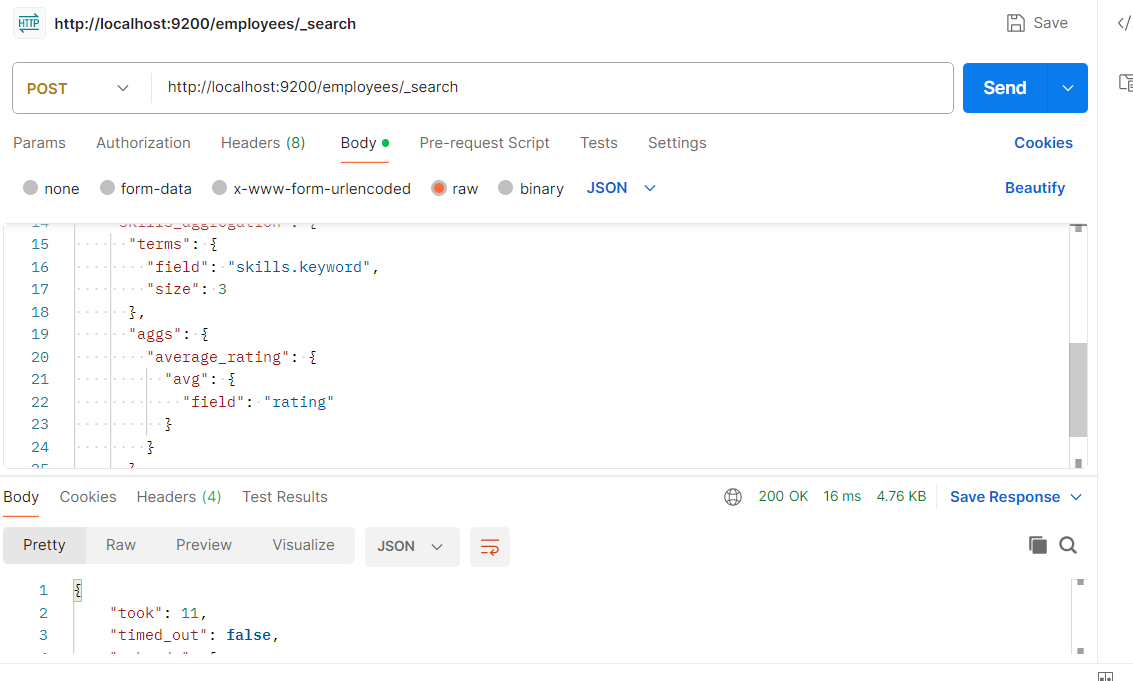 HTTP http://localhost:9200/employees/_search Save </>
POST http://localhost:9200/employees/_search Send
Params Authorization Headers (8) Body Pre-request Script Tests Settings Cookies
none form-data x-www-form-urlencoded raw binary JSON Beautify
14
15 "terms": {
16 "field": "skills.keyword",
17 "size": 3
18 },
19 "aggs": {
20 "average_rating": {
21 "avg": {
22 "field": "rating"
23 }
24 }
25 }
Body Cookies Headers (4) Test Results 200 OK 16 ms 4.76 KB Save Response
Pretty Raw Preview Visualize JSON
1 {
2 "took": 11,
3 "timed_out": false,